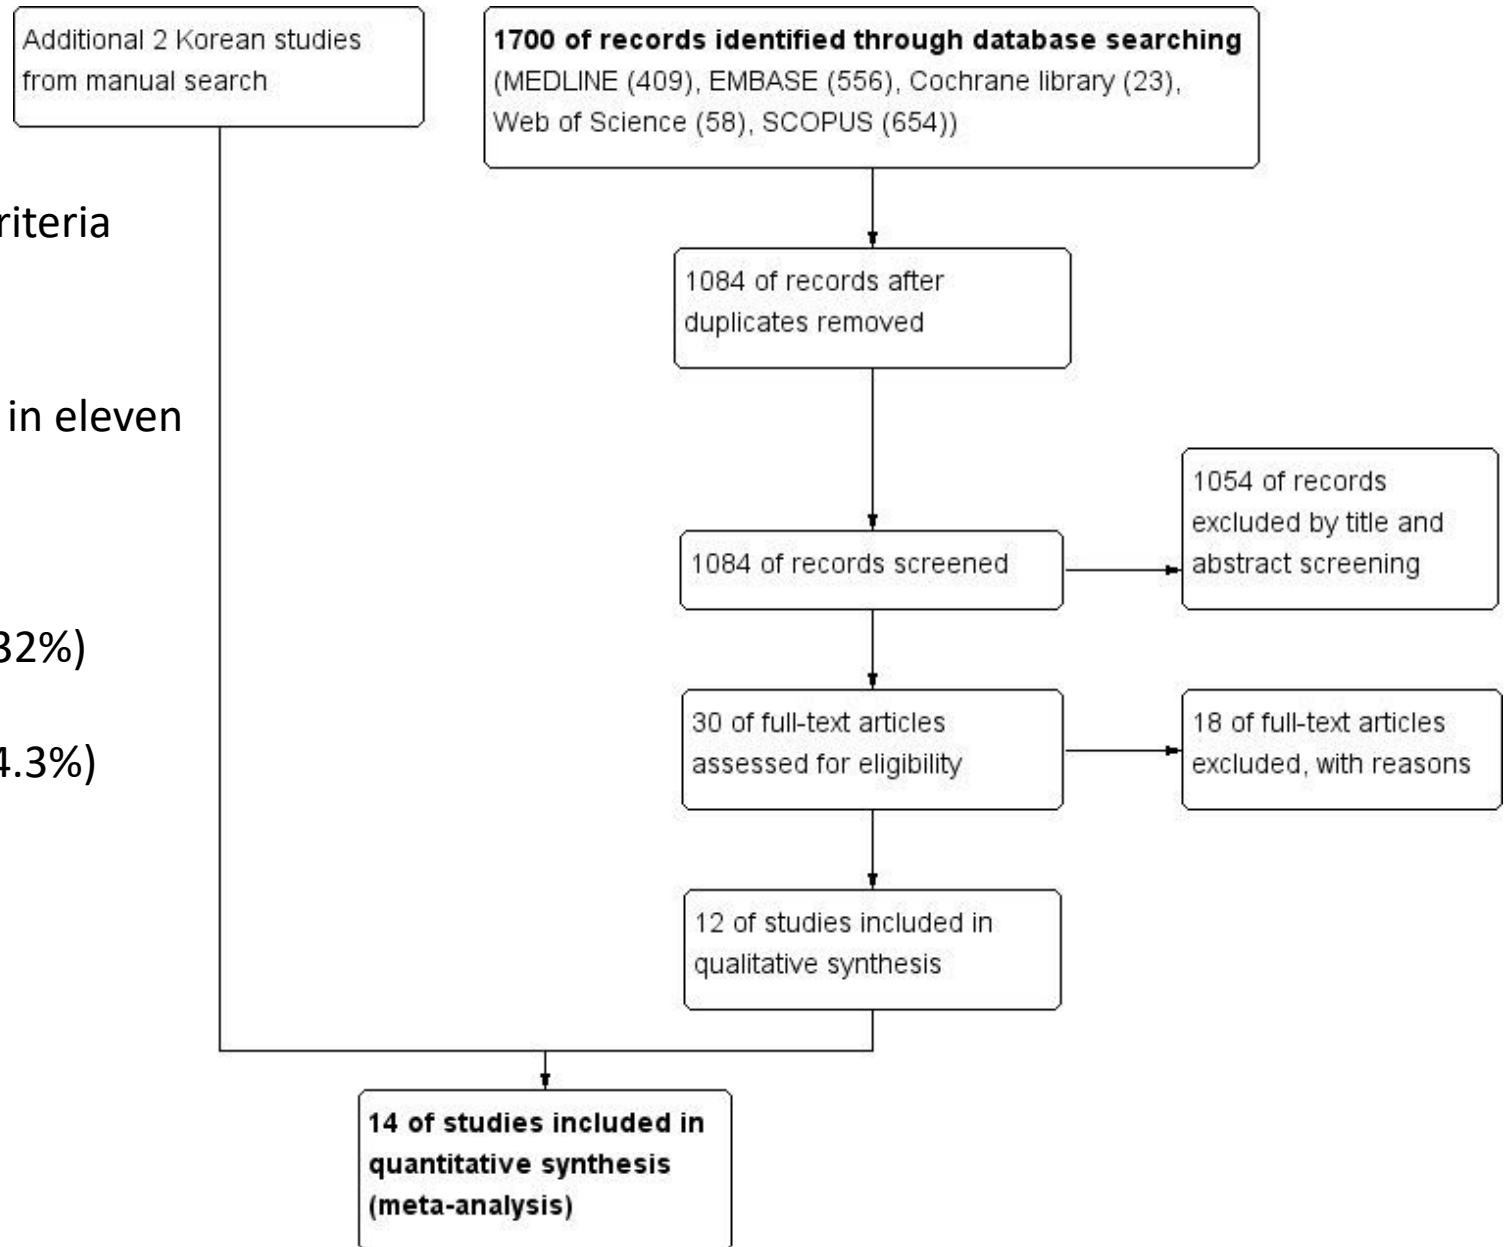 Additional 2 Korean studies
from manual search
1700 of records identified through database searching
(MEDLINE (409), EMBASE (556), Cochrane library (23),
Web of Science (58), SCOPUS (654))
riteria
in eleven
32%)
4.3%)
1084 of records after
duplicates removed
1084 of records screened
1054 of records
excluded by title and
abstract screening
30 of full-text articles
assessed for eligibility
18 of full-text articles
excluded, with reasons
12 of studies included in
qualitative synthesis
14 of studies included in
quantitative synthesis
(meta-analysis)